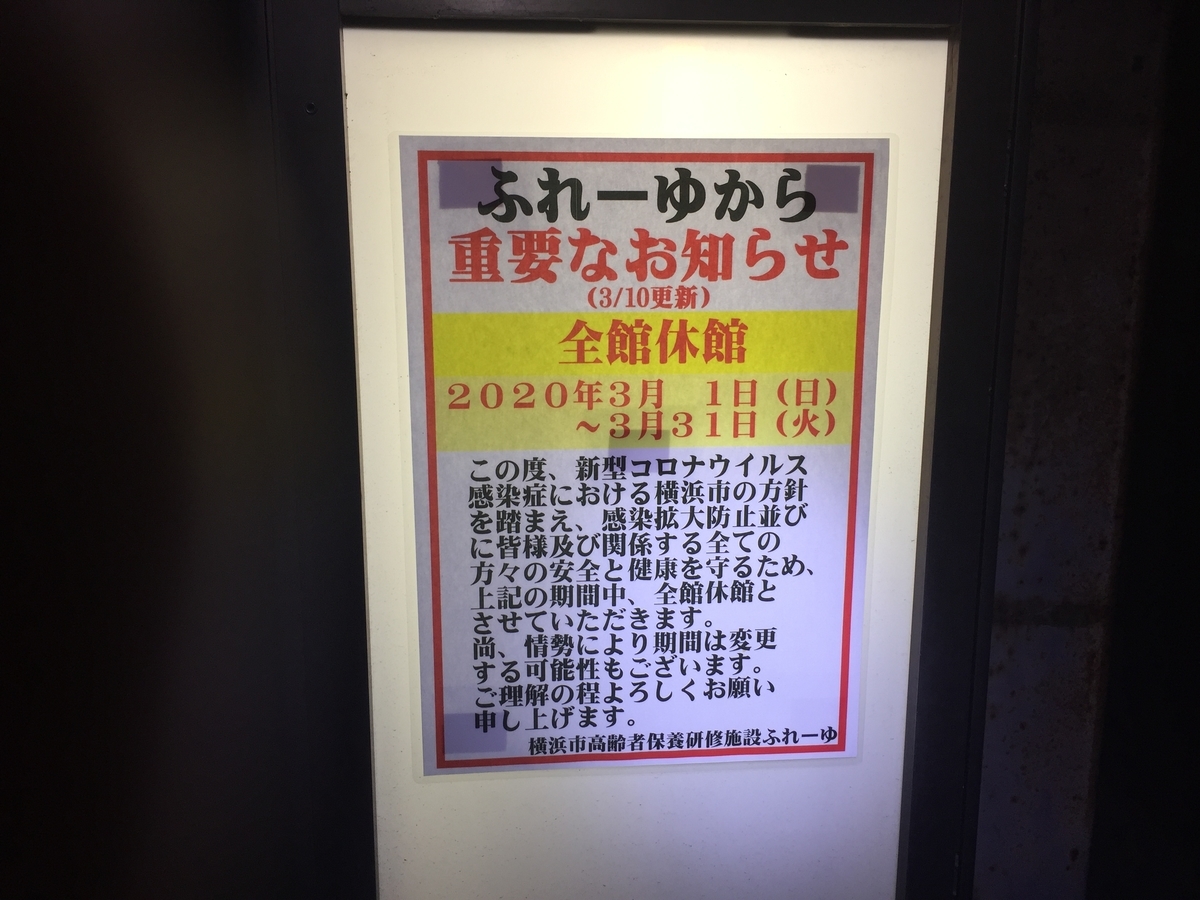 ふれーゆから
重要なお知らせ
(3/10更新)
全館休館
２０２０年３月　１日（日）
～３月３１日（火）
この度、新型コロナウイルス
感染症における横浜市の方針
を踏まえ、感染拡大防止並び
に皆様及び関係する全ての
方々の安全と健康を守るため、
上記の期間中、全館休館と
させていただきます。
尚、情勢により期間は変更
する可能性もございます。
ご理解の程よろしくお願い
申し上げます。
横浜市高齢者保養研修施設ふれーゆ